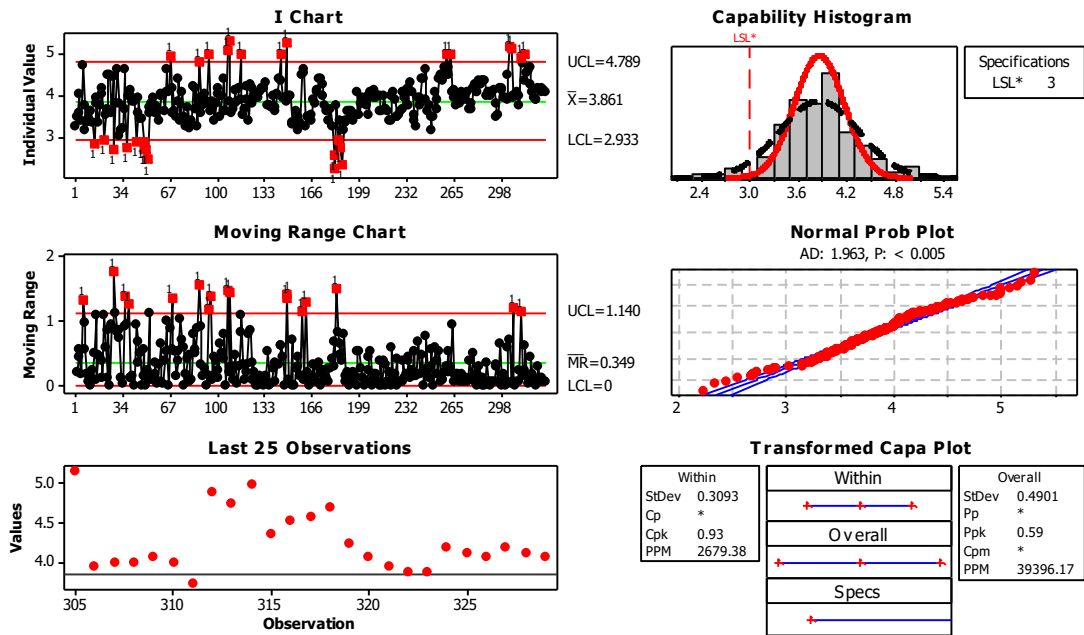 I Chart
Individual Value
5
4
3
UCL=4.789
X=3.861
LCL=2.933
1 34 67 100 133 166 199 232 265 298
Capability Histogram
LSL*
2.4 3.0 3.6 4.2 4.8 5.4
Specifications
LSL* 3
Moving Range Chart
Moving Range
2
1
0
UCL=1.140
MR=0.349
LCL=0
1 34 67 100 133 166 199 232 265 298
Normal Prob Plot
AD: 1.963, P: < 0.005
2 3 4 5
Last 25 Observations
Values
5.0
4.5
4.0
305 310 315 320 325
Observation
Transformed Capa Plot
Within
StDev 0.3093
Cp *
Cpk 0.93
PPM 2679.38
Within
Overall
Specs
Overall
StDev 0.4901
Pp *
Ppk 0.59
Cpm *
PPM 39396.17